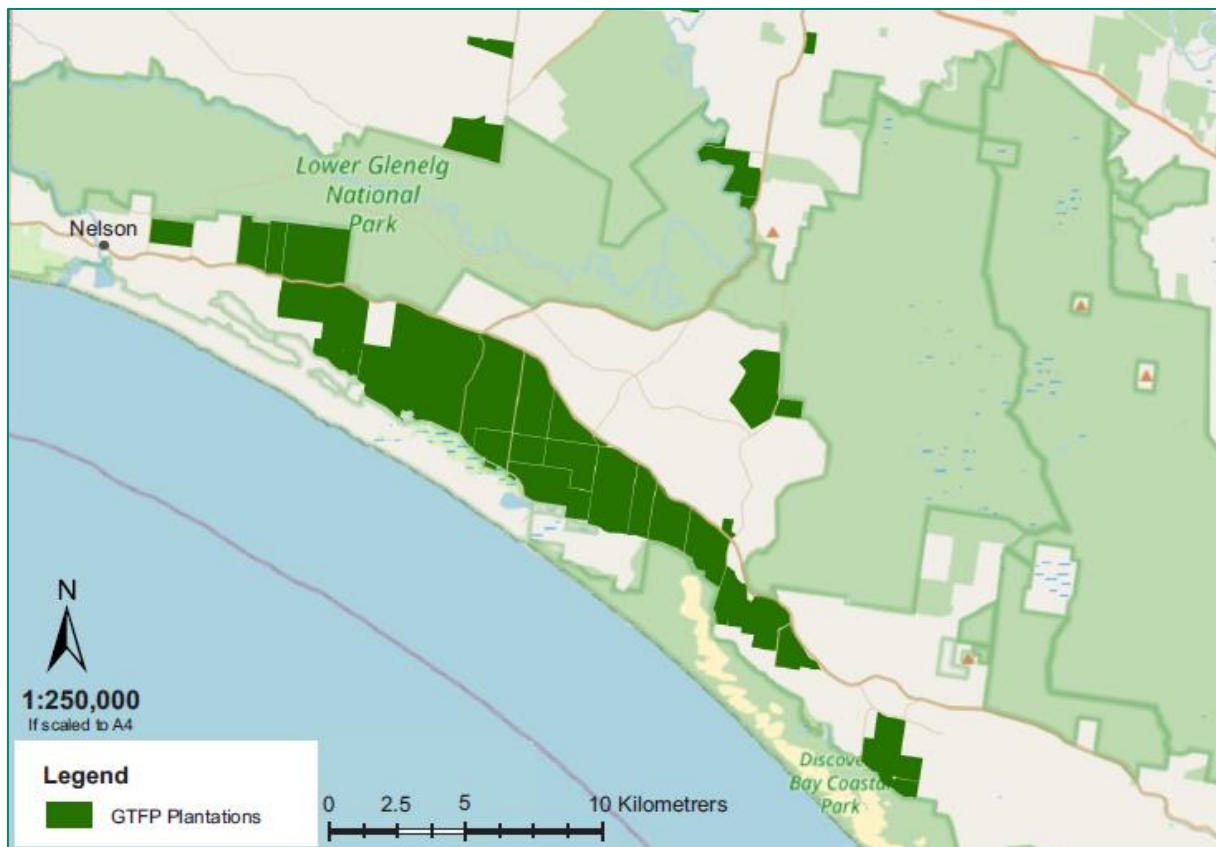 Lower Glenelg
National
Park
Nelson
N
1:250,000
If scaled to A4
Legend
GTFP Plantations
0 2.5 5 10 Kilometrers
Discove
Bay Coastal
Park